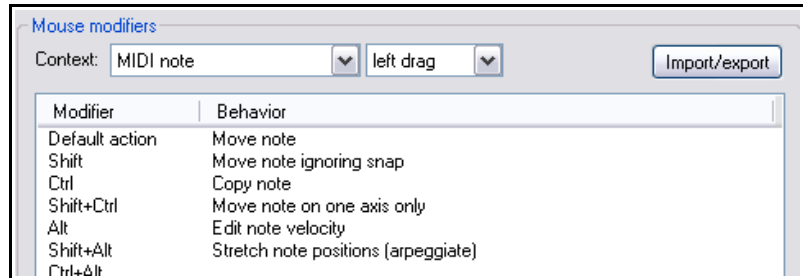 Mouse modifiers
Context: MIDI note left drag Import/export
Modifier Behavior
Default action Move note
Shift Move note ignoring snap
Ctrl Copy note
Shift+Ctrl Move note on one axis only
Alt Edit note velocity
Shift+Alt Stretch note positions (arpeggiate)
Ctrl+Alt